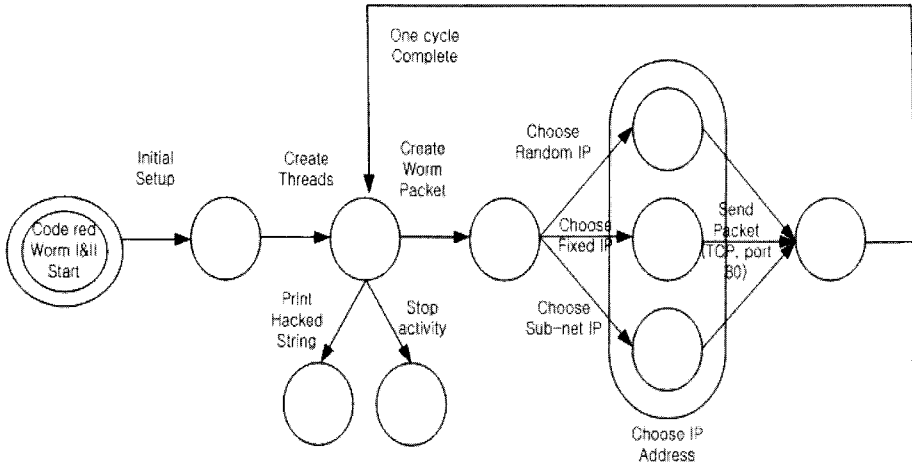 One cycle
Complete
Initial
Setup
Create
Threads
Create
Worm
Packet
Choose
Random IP
Code red
Worm I&II
Start
Choose
Fixed IP
Send
Packet
(TCP, port
80)
Print
Hacked
String
Stop
activity
Choose
Sub-net IP
Choose IP
Address